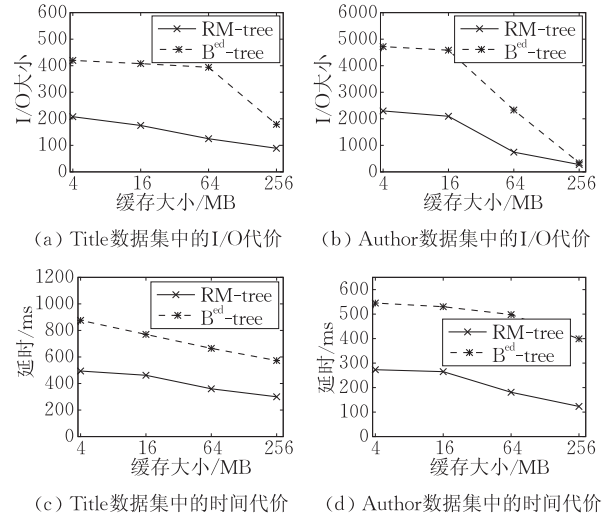 600
500
400
300
200
100
0
I/O大小
RM-tree
B^ed-tree
4 16 64 256
缓存大小/MB
(a) Title数据集中的I/O代价
6000
5000
4000
3000
2000
1000
0
I/O大小
RM-tree
B^ed-tree
4 16 64 256
缓存大小/MB
(b) Author数据集中的I/O代价
1200
1000
800
600
400
200
0
延时/ms
RM-tree
B^ed-tree
4 16 64 256
缓存大小/MB
(c) Title数据集中的时间代价
600
500
400
300
200
100
0
延时/ms
RM-tree
B^ed-tree
4 16 64 256
缓存大小/MB
(d) Author数据集中的时间代价